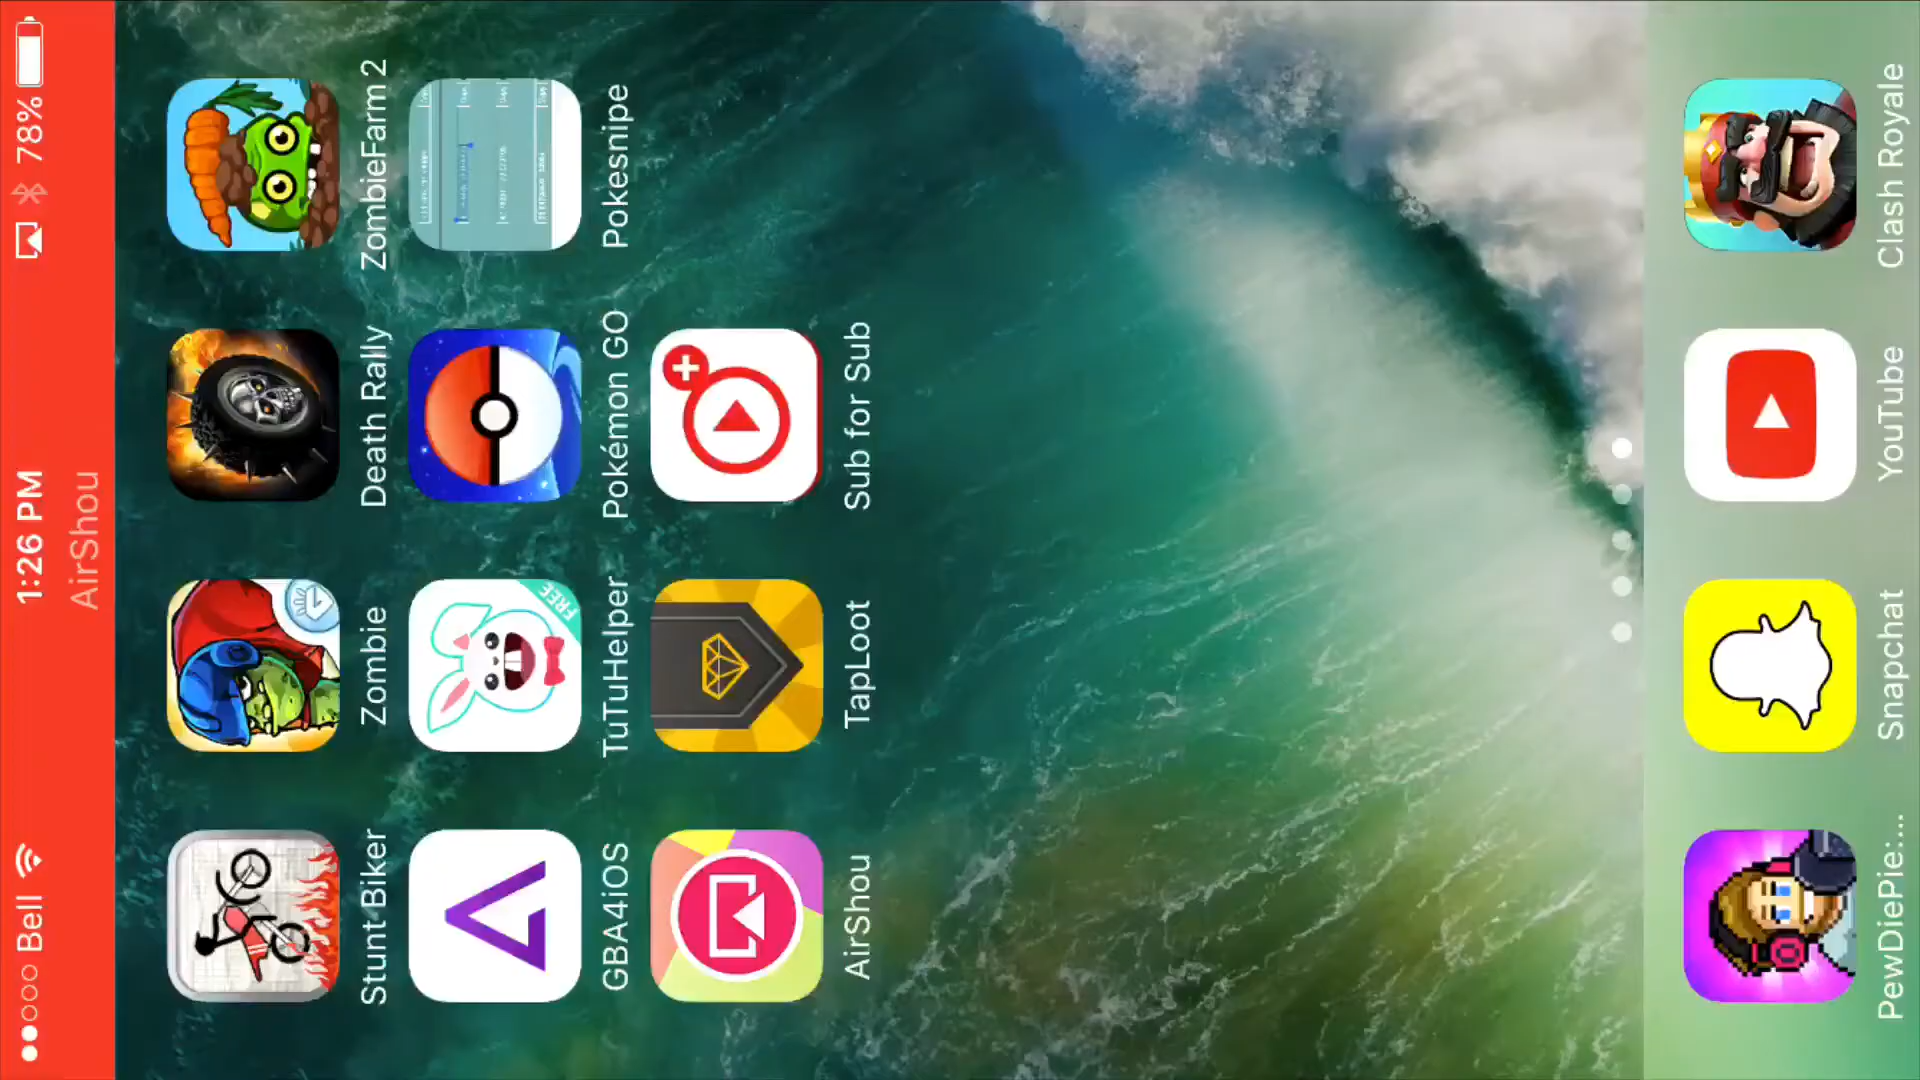 Bell 1:26 PM 78%
AirShou
Stunt Biker Zombie Death Rally ZombieFarm 2
FREE
GBA4iOS TuTuHelper Pokémon GO Pokesnipe
AirShou TapLoot Sub for Sub
PewDiePie:... Snapchat YouTube Clash Royale